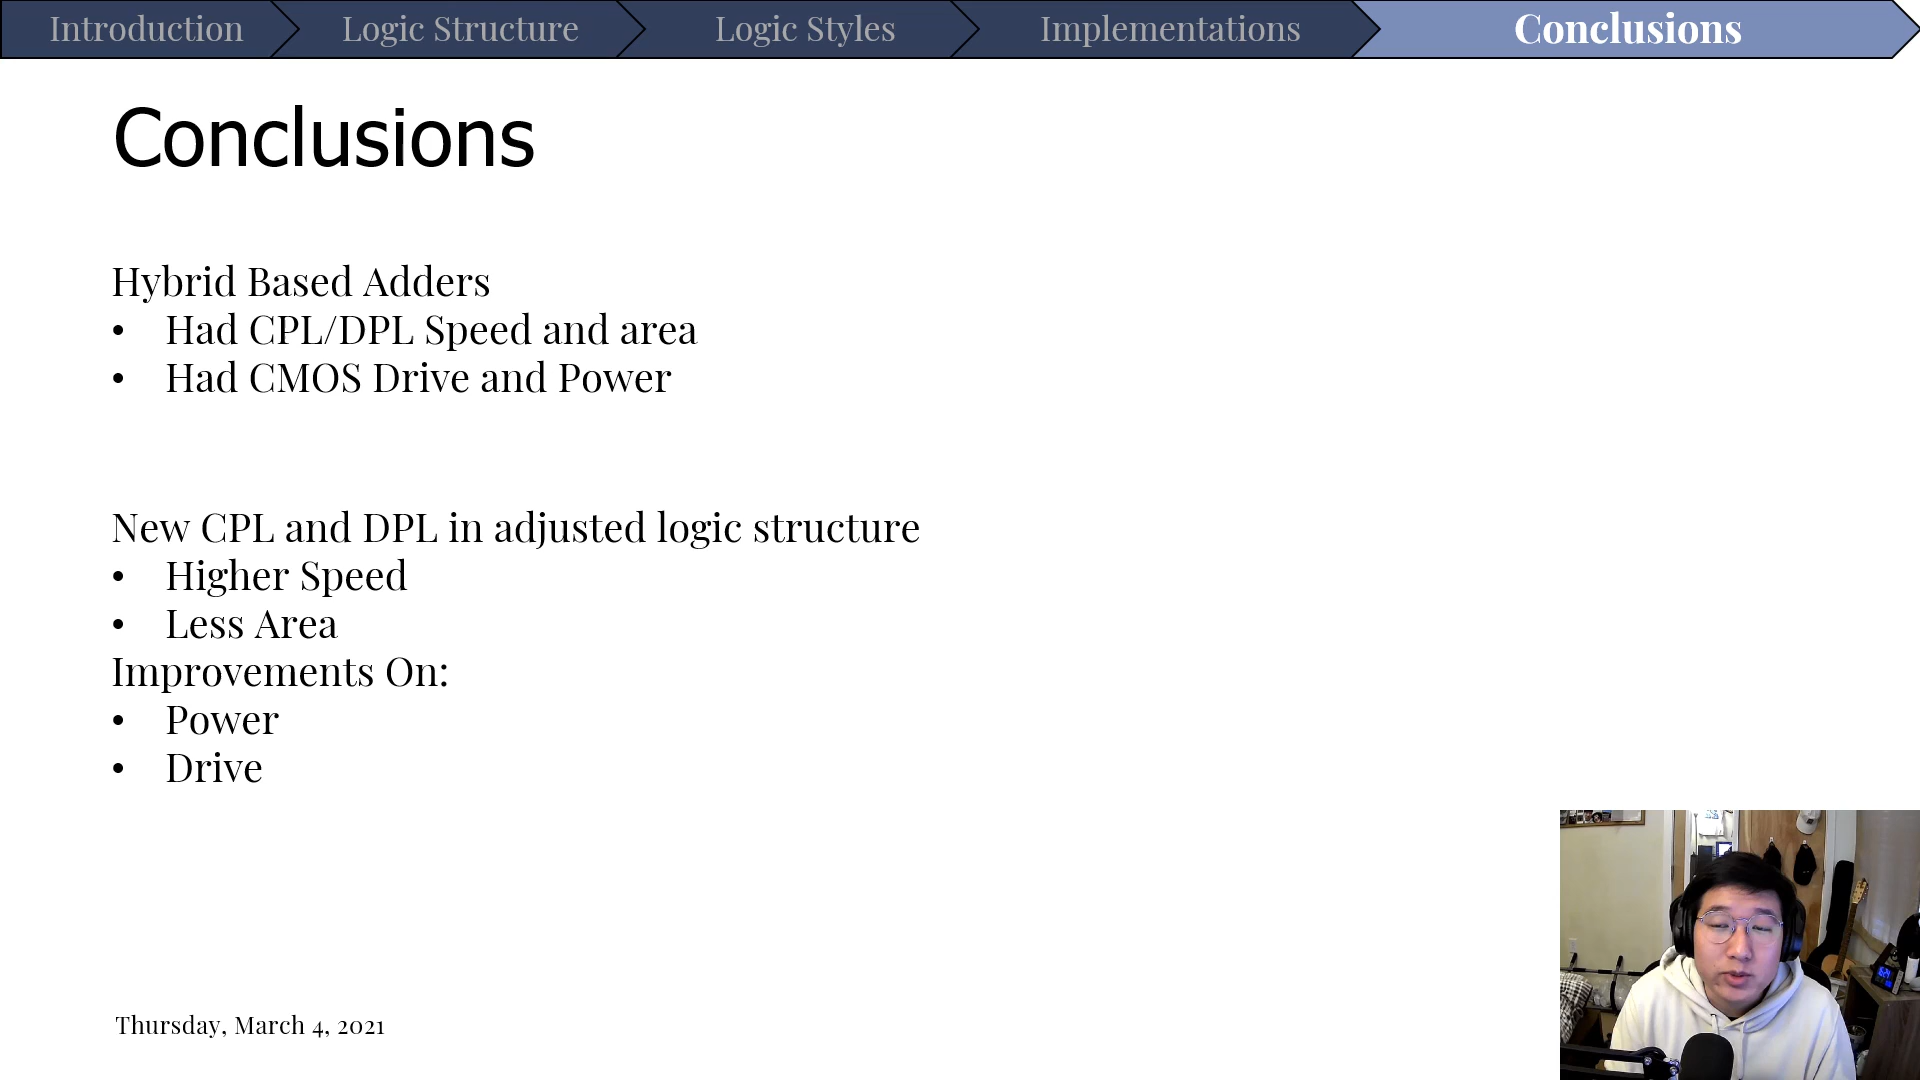 Introduction
Logic Structure
Logic Styles
Implementations
Conclusions
Conclusions
Hybrid Based Adders
• Had CPL/DPL Speed and area
• Had CMOS Drive and Power
New CPL and DPL in adjusted logic structure
• Higher Speed
• Less Area
Improvements On:
• Power
• Drive
Thursday, March 4, 2021